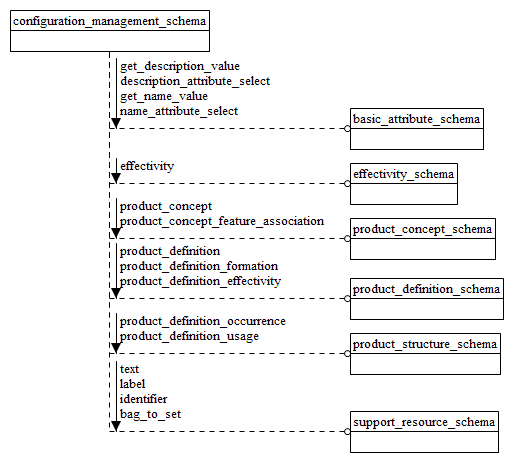 configuration_management_schema
get_description_value
description_attribute_select
get_name_value
name_attribute_select
basic_attribute_schema
effectivity
effectivity_schema
product_concept
product_concept_feature_association
product_concept_schema
product_definition
product_definition_formation
product_definition_effectivity
product_definition_schema
product_definition_occurrence
product_definition_usage
product_structure_schema
text
label
identifier
bag_to_set
support_resource_schema